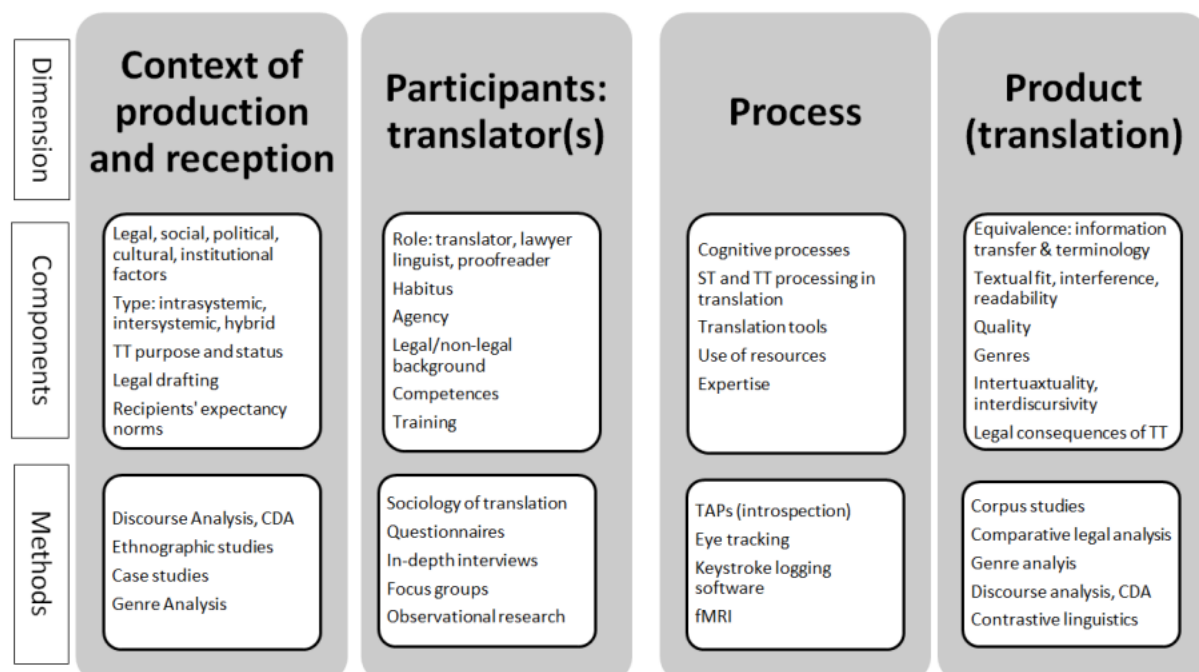 Dimension
Context of
production
and reception
Participants:
translator(s)
Process
Product
(translation)
Components
Legal, social, political,
cultural, institutional
factors
Type: intrasystemic,
intersystemic, hybrid
TT purpose and status
Legal drafting
Recipients' expectancy
norms
Role: translator, lawyer
linguist, proofreader
Habitus
Agency
Legal/non-legal
background
Competences
Training
Cognitive processes
ST and TT processing in
translation
Translation tools
Use of resources
Expertise
Equivalence: information
transfer & terminology
Textual fit, interference,
readability
Quality
Genres
Intertuaxtuality,
interdiscursivity
Legal consequences of TT
Methods
Discourse Analysis, CDA
Ethnographic studies
Case studies
Genre Analysis
Sociology of translation
Questionnaires
In-depth interviews
Focus groups
Observational research
TAPs (introspection)
Eye tracking
Keystroke logging
software
fMRI
Corpus studies
Comparative legal analysis
Genre analyis
Discourse analysis, CDA
Contrastive linguistics